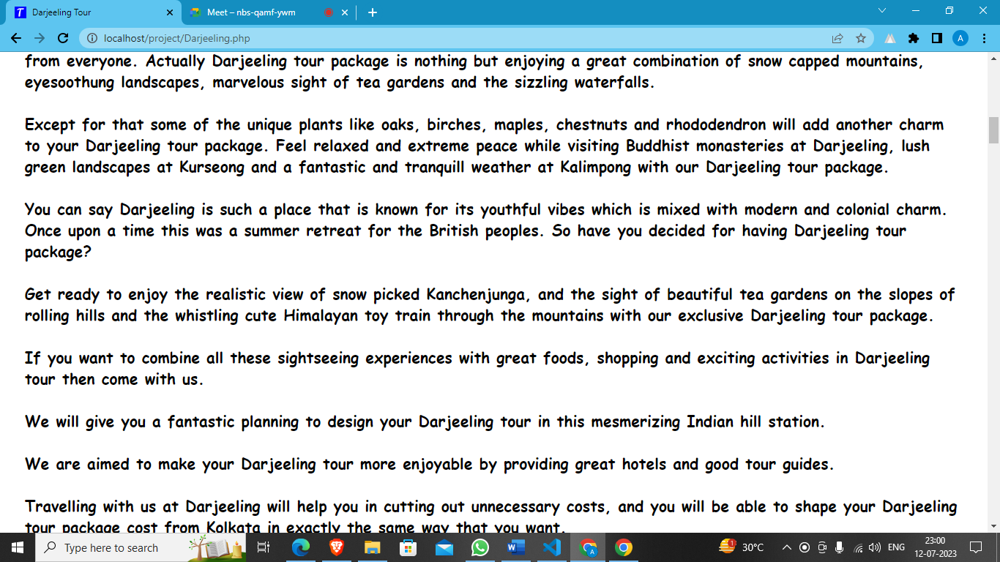 Darjeeling Tour
Meet – nbs-qamf-ywm
localhost/project/Darjeeling.php
A
from everyone. Actually Darjeeling tour package is nothing but enjoying a great combination of snow capped mountains,
eyesoothung landscapes, marvelous sight of tea gardens and the sizzling waterfalls.
Except for that some of the unique plants like oaks, birches, maples, chestnuts and rhododendron will add another charm
to your Darjeeling tour package. Feel relaxed and extreme peace while visiting Buddhist monasteries at Darjeeling, lush
green landscapes at Kurseong and a fantastic and tranquill weather at Kalimpong with our Darjeeling tour package.
You can say Darjeeling is such a place that is known for its youthful vibes which is mixed with modern and colonial charm.
Once upon a time this was a summer retreat for the British peoples. So have you decided for having Darjeeling tour
package?
Get ready to enjoy the realistic view of snow picked Kanchenjunga, and the sight of beautiful tea gardens on the slopes of
rolling hills and the whistling cute Himalayan toy train through the mountains with our exclusive Darjeeling tour package.
If you want to combine all these sightseeing experiences with great foods, shopping and exciting activities in Darjeeling
tour then come with us.
We will give you a fantastic planning to design your Darjeeling tour in this mesmerizing Indian hill station.
We are aimed to make your Darjeeling tour more enjoyable by providing great hotels and good tour guides.
Travelling with us at Darjeeling will help you in cutting out unnecessary costs, and you will be able to shape your Darjeeling
tour package cost from Kolkata in exactly the same way that you want.
Type here to search
30°C
ENG
23:00
12-07-2023